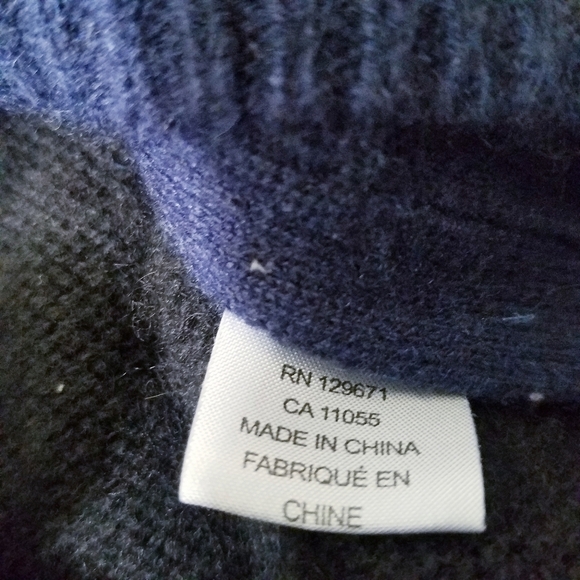 RN 129671
CA 11055
MADE IN CHINA
FABRIQUÉ EN
CHINE